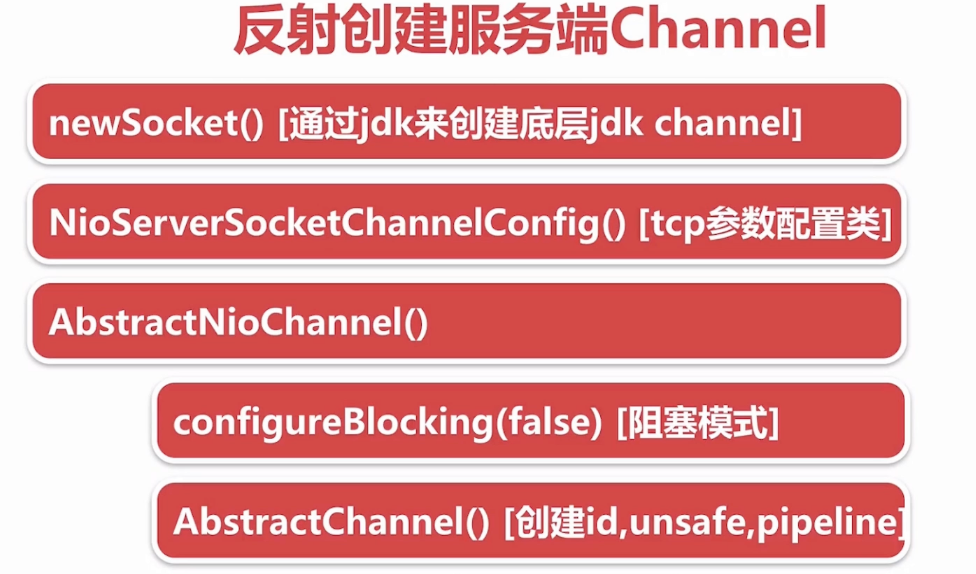 反射创建服务端Channel
newSocket() [通过jdk来创建底层jdk channel]
NioServerSocketChannelConfig() [tcp参数配置类]
AbstractNioChannel()
configureBlocking(false) [阻塞模式]
AbstractChannel() [创建id,unsafe,pipeline]